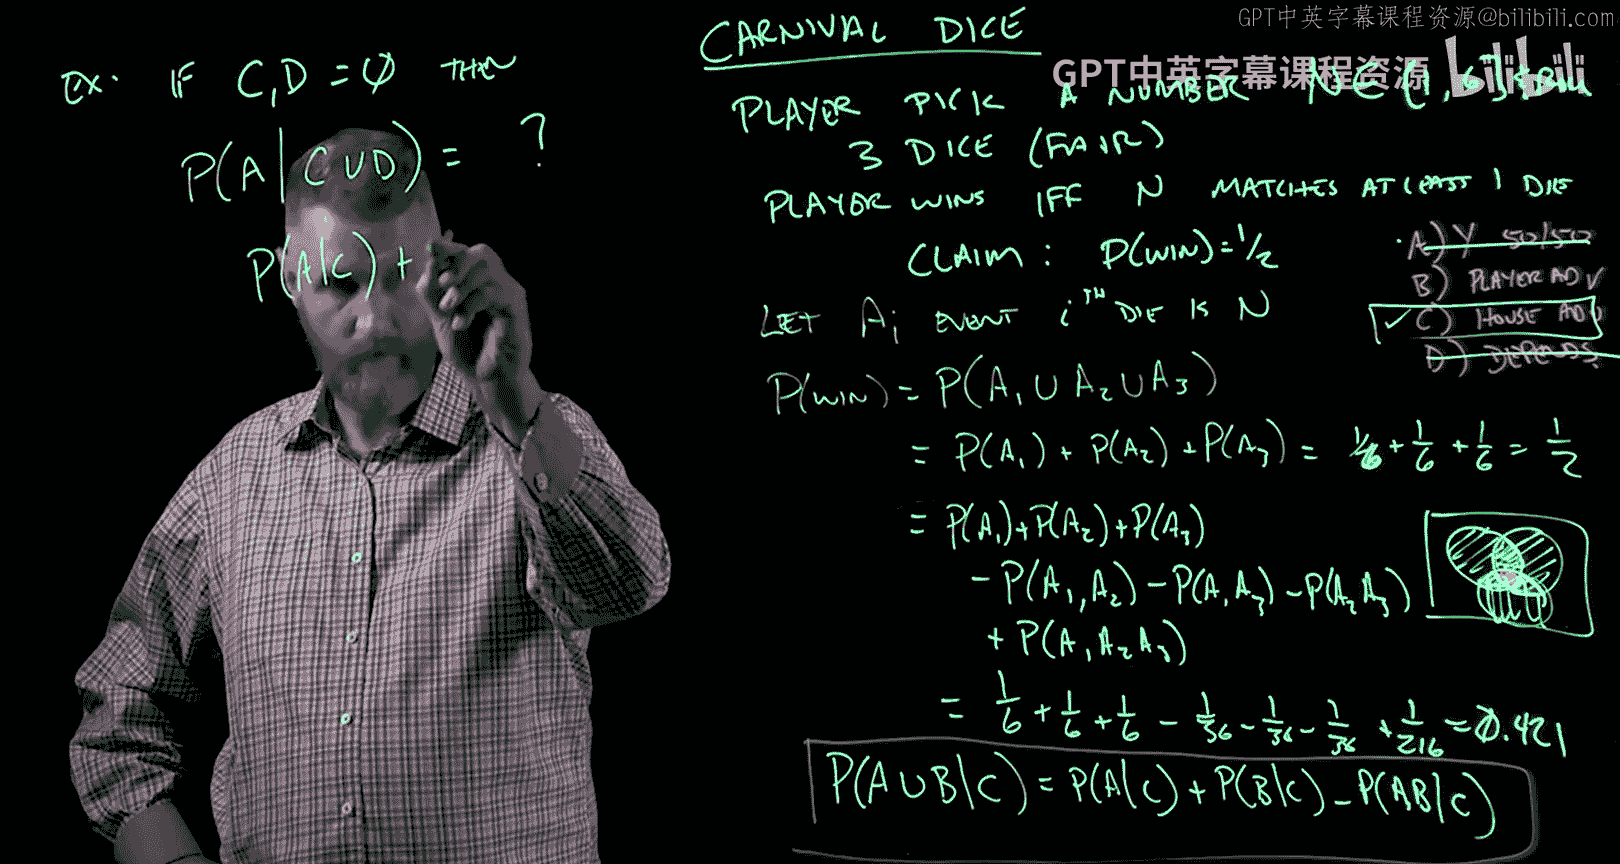 GPT中英字幕课程资源@bilibili.com
GPT中英字幕课程资源 bilibili
EX. IF C,D = ∅ THEN
P(A | C ∪ D) = ?
P(A|C) +
CARNIVAL DICE
PLAYER PICK A NUMBER N ∈
3 DICE (FAIR)
PLAYER WINS IFF N MATCHES AT LEAST 1 DIE
CLAIM : P(WIN) = 1/2
A) Y 50/50
B) PLAYER ADV
✓ C) HOUSE ADV
D) DEPENDS
LET Aᵢ EVENT iᵀᴴ DIE IS N
P(WIN) = P(A₁ ∪ A₂ ∪ A₃)
= P(A₁) + P(A₂) + P(A₃) = 1/6 + 1/6 + 1/6 = 1/2
= P(A₁) + P(A₂) + P(A₃)
- P(A₁,A₂) - P(A₁A₃) - P(A₂A₃)
+ P(A₁A₂A₃)
= 1/6 + 1/6 + 1/6 - 1/36 - 1/36 - 1/36 + 1/216 = 0.421
P(A ∪ B|C) = P(A|C) + P(B|C) - P(AB|C)